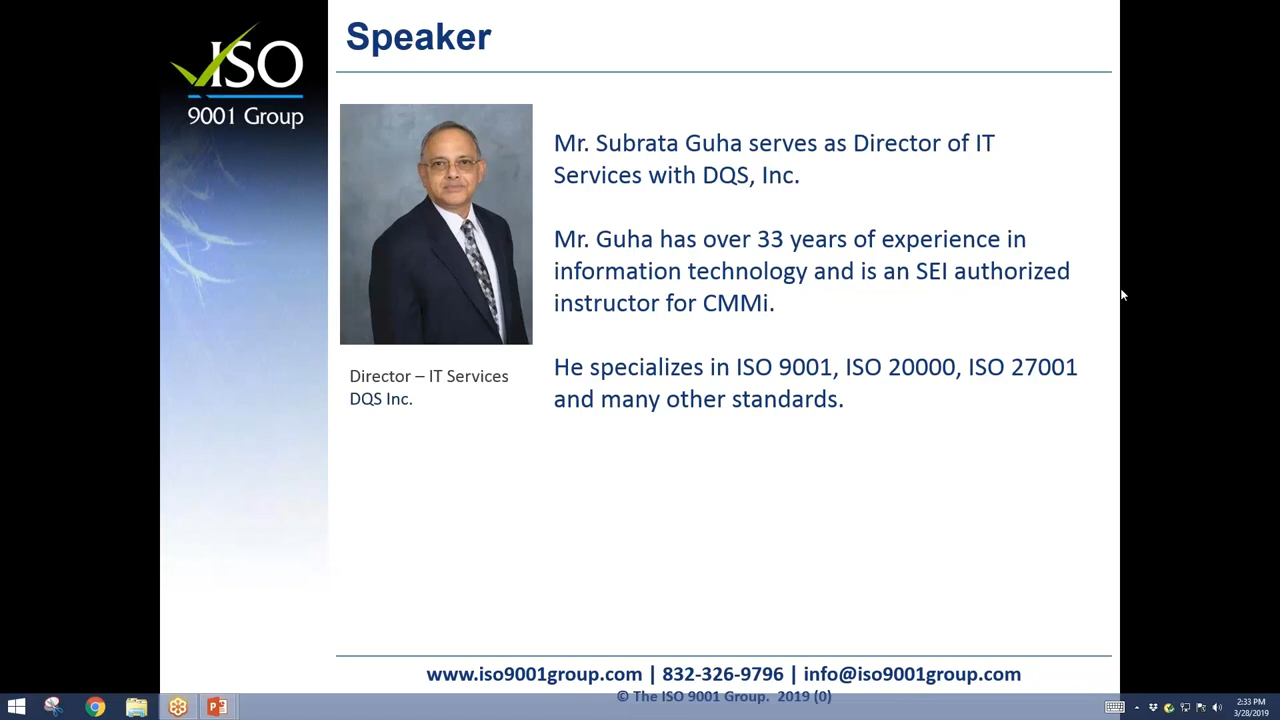 Speaker
ISO
9001 Group
Mr. Subrata Guha serves as Director of IT
Services with DQS, Inc.
Mr. Guha has over 33 years of experience in
information technology and is an SEI authorized
instructor for CMMi.
He specializes in ISO 9001, ISO 20000, ISO 27001
and many other standards.
Director – IT Services
DQS Inc.
www.iso9001group.com | 832-326-9796 | info@iso9001group.com
© The ISO 9001 Group. 2019 (0)
2:33 PM
3/28/2019